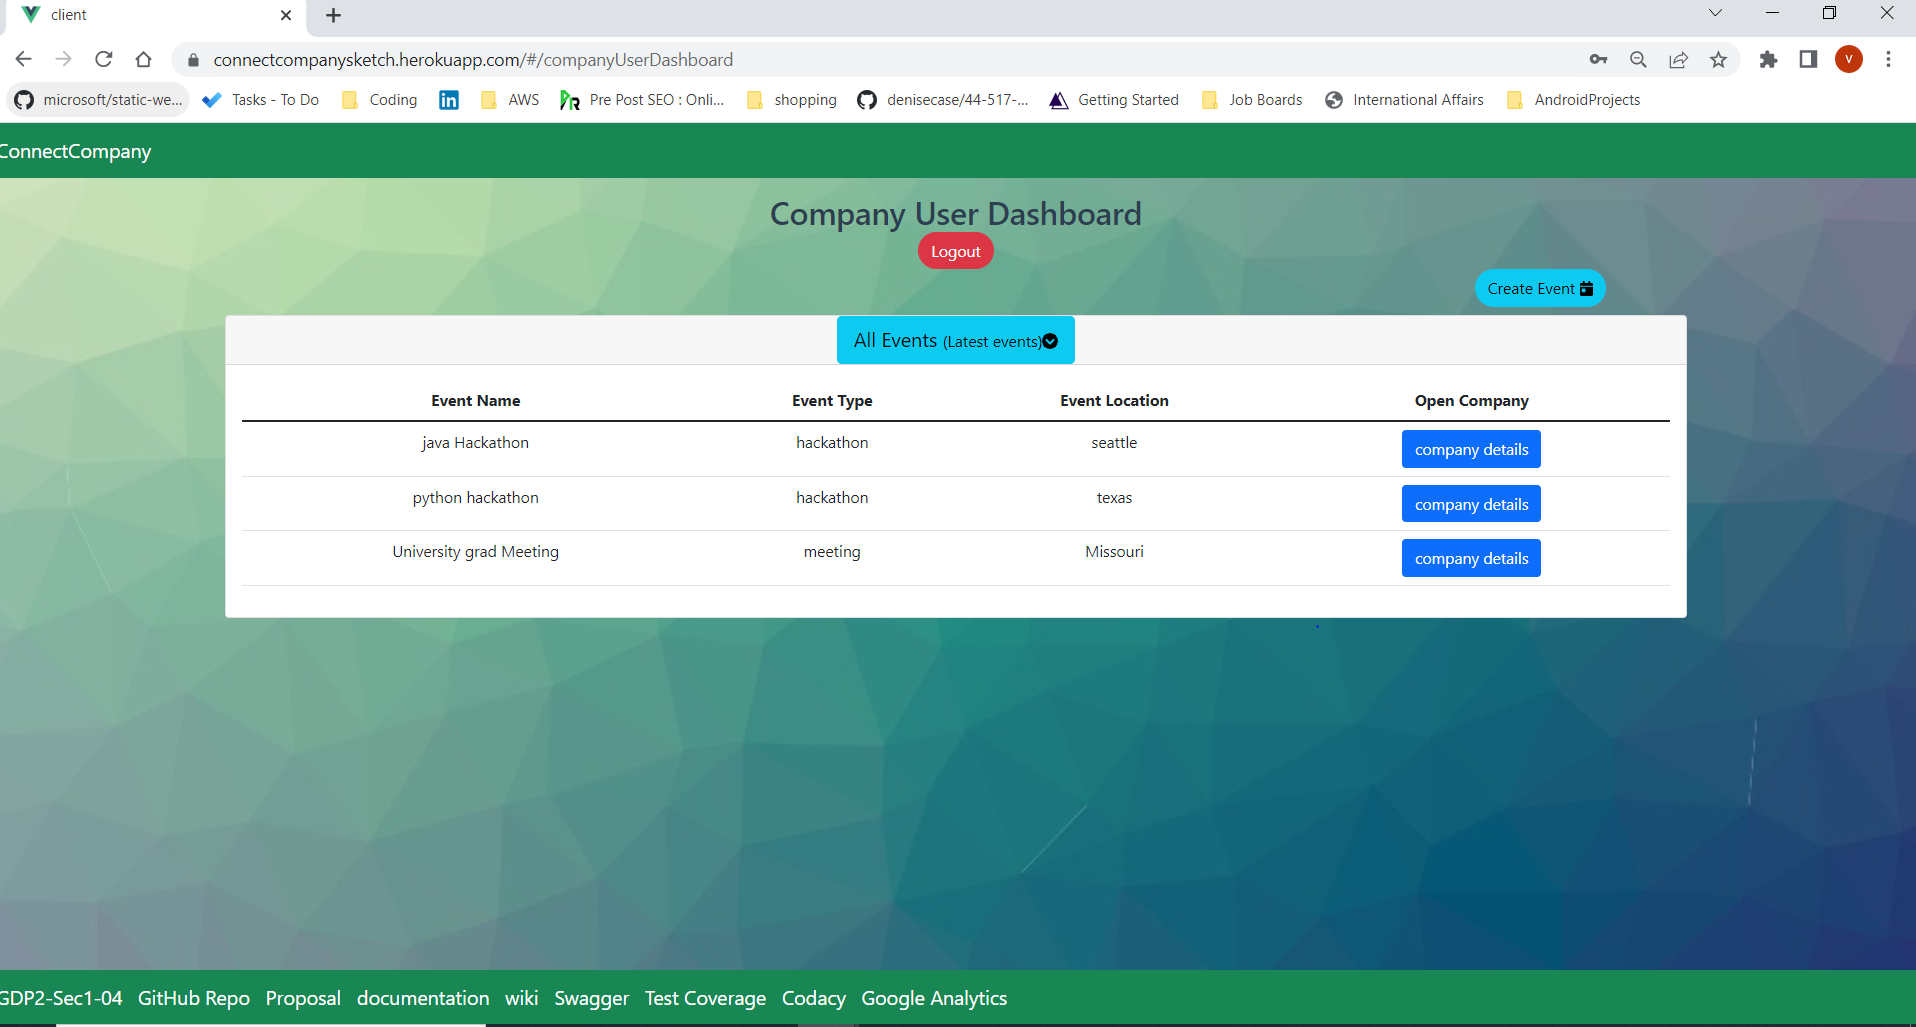 client
connectcompanysketch.herokuapp.com/#/companyUserDashboard
V
microsoft/static-we... Tasks - To Do Coding in AWS Pre Post SEO : Onli... shopping denisecase/44-517-... Getting Started Job Boards International Affairs AndroidProjects
ConnectCompany
Company User Dashboard
Logout
Create Event
All Events (Latest events)
Event Name Event Type Event Location Open Company
java Hackathon hackathon seattle company details
python hackathon hackathon texas company details
University grad Meeting meeting Missouri company details
GDP2-Sec1-04 GitHub Repo Proposal documentation wiki Swagger Test Coverage Codacy Google Analytics